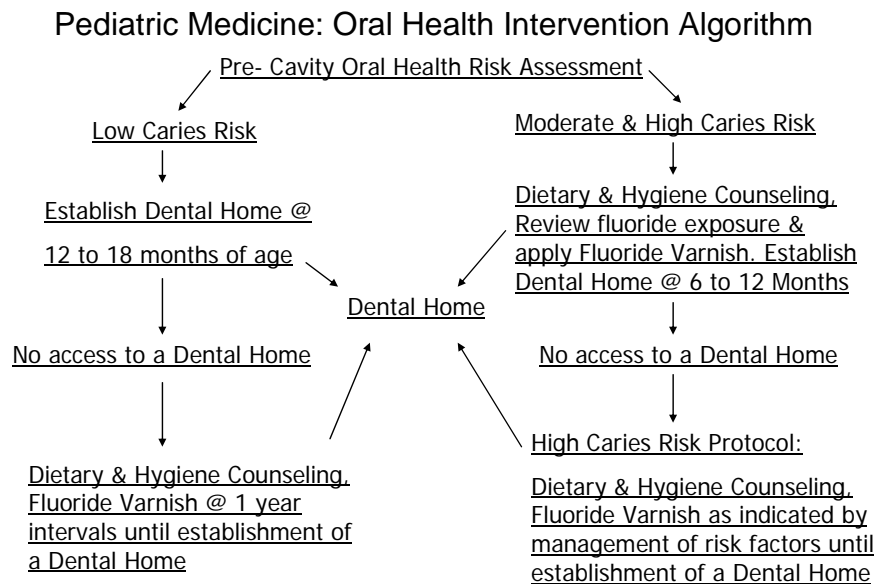 Pediatric Medicine: Oral Health Intervention Algorithm
Pre- Cavity Oral Health Risk Assessment
Low Caries Risk
Establish Dental Home @
12 to 18 months of age
No access to a Dental Home
Dietary & Hygiene Counseling,
Fluoride Varnish @ 1 year
intervals until establishment of
a Dental Home
Dental Home
Moderate & High Caries Risk
Dietary & Hygiene Counseling,
Review fluoride exposure &
apply Fluoride Varnish. Establish
Dental Home @ 6 to 12 Months
No access to a Dental Home
High Caries Risk Protocol:
Dietary & Hygiene Counseling,
Fluoride Varnish as indicated by
management of risk factors until
establishment of a Dental Home